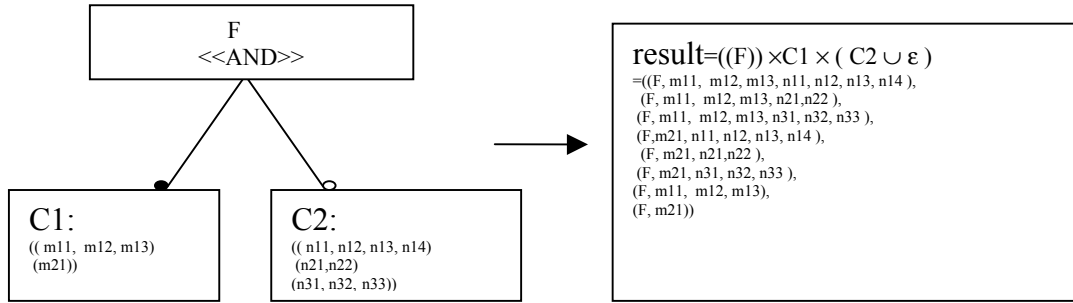 F
<<AND>>
C1:
(( m11, m12, m13)
(m21))
C2:
(( n11, n12, n13, n14)
(n21,n22)
(n31, n32, n33))
result=((F)) ×C1 × ( C2 ∪ ε )
=((F, m11, m12, m13, n11, n12, n13, n14 ),
(F, m11, m12, m13, n21,n22 ),
(F, m11, m12, m13, n31, n32, n33 ),
(F,m21, n11, n12, n13, n14 ),
(F, m21, n21,n22 ),
(F, m21, n31, n32, n33 ),
(F, m11, m12, m13),
(F, m21))